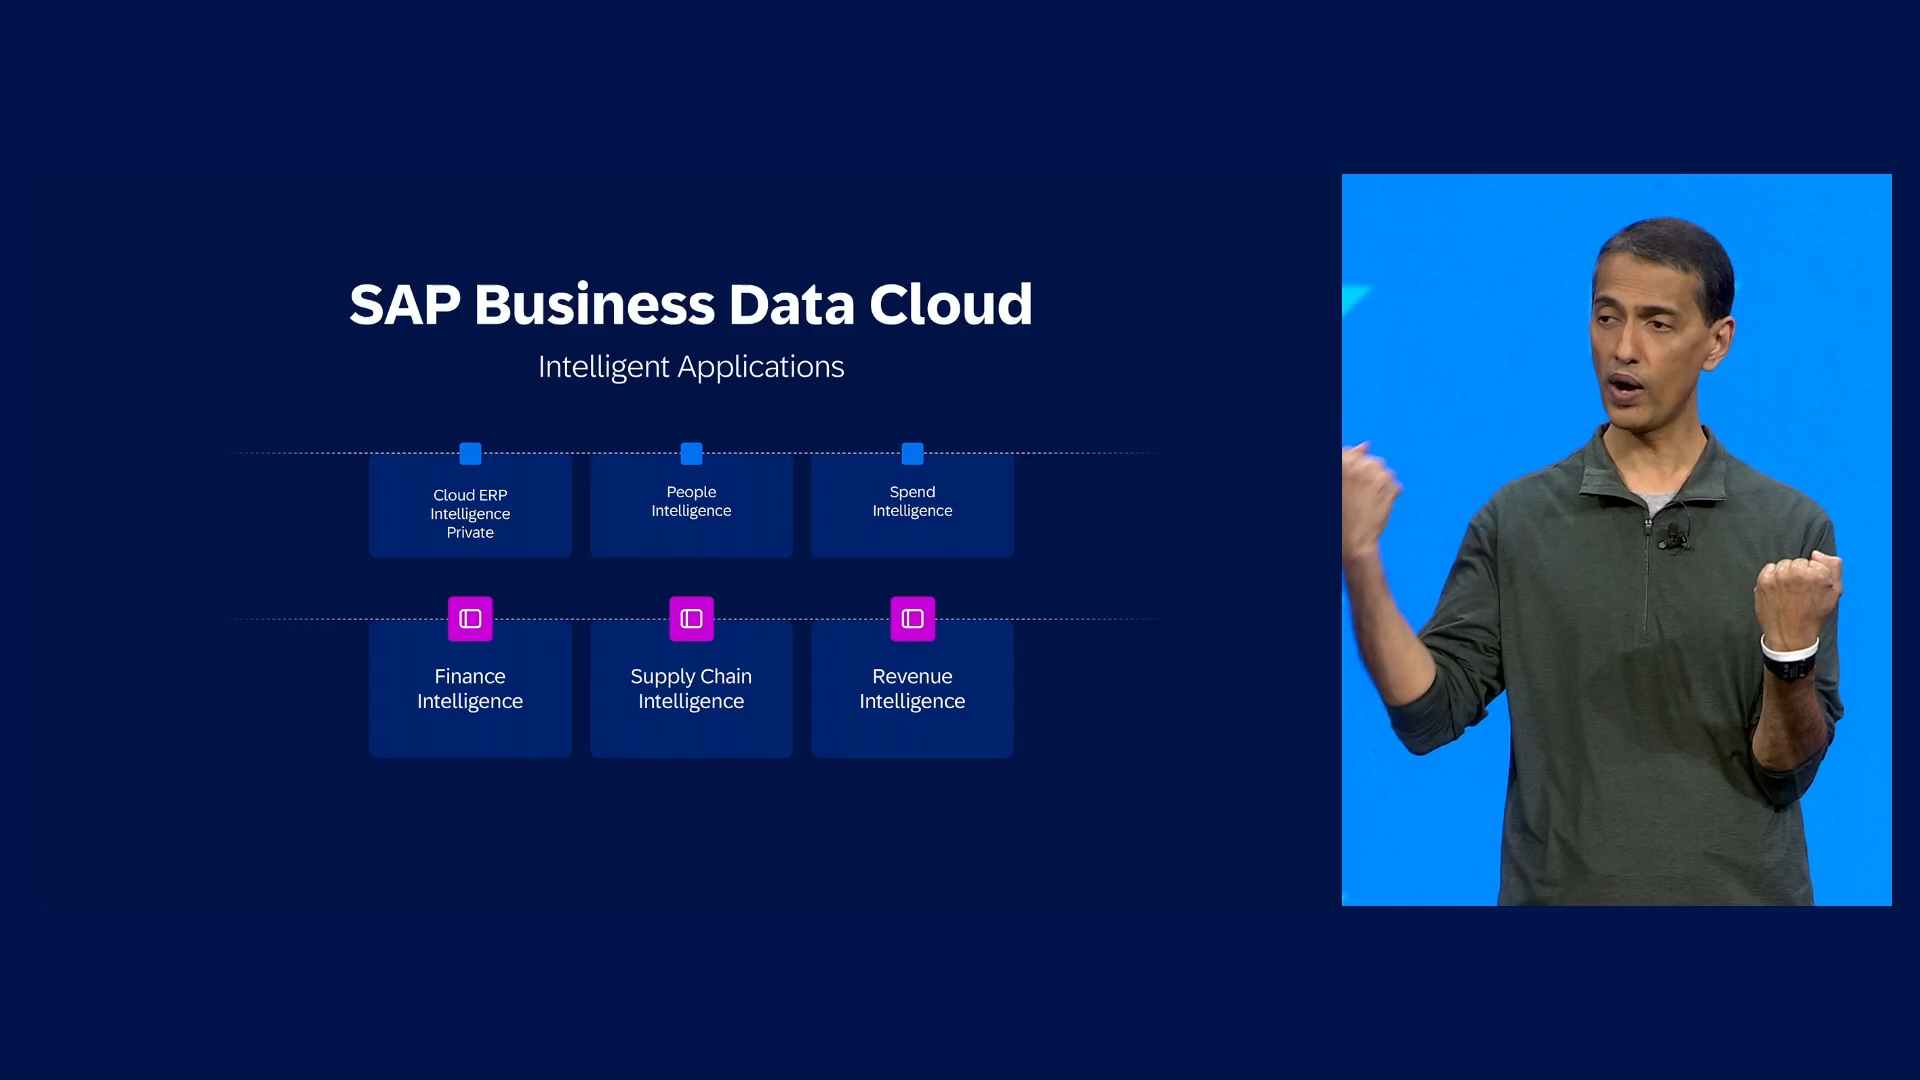 SAP Business Data Cloud
Intelligent Applications
Cloud ERP
Intelligence
Private
People
Intelligence
Spend
Intelligence
Finance
Intelligence
Supply Chain
Intelligence
Revenue
Intelligence